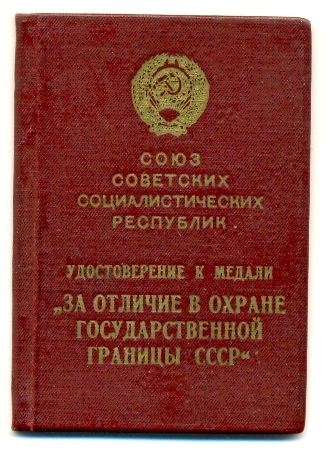 СОЮЗ
СОВЕТСКИХ
СОЦИАЛИСТИЧЕСКИХ
РЕСПУБЛИК
УДОСТОВЕРЕНИЕ К МЕДАЛИ
„ЗА ОТЛИЧИЕ В ОХРАНЕ
ГОСУДАРСТВЕННОЙ
ГРАНИЦЫ СССР“